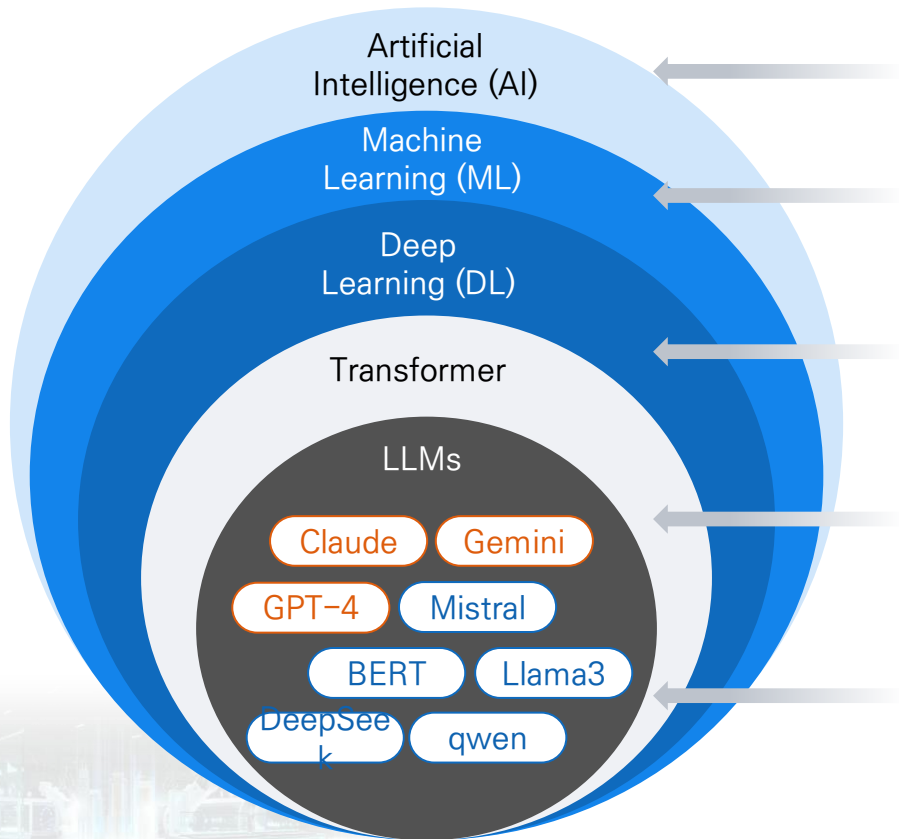 Artificial
Intelligence (AI)
Machine
Learning (ML)
Deep
Learning (DL)
Transformer
LLMs
Claude
Gemini
GPT-4
Mistral
BERT
Llama3
DeepSee
k
qwen